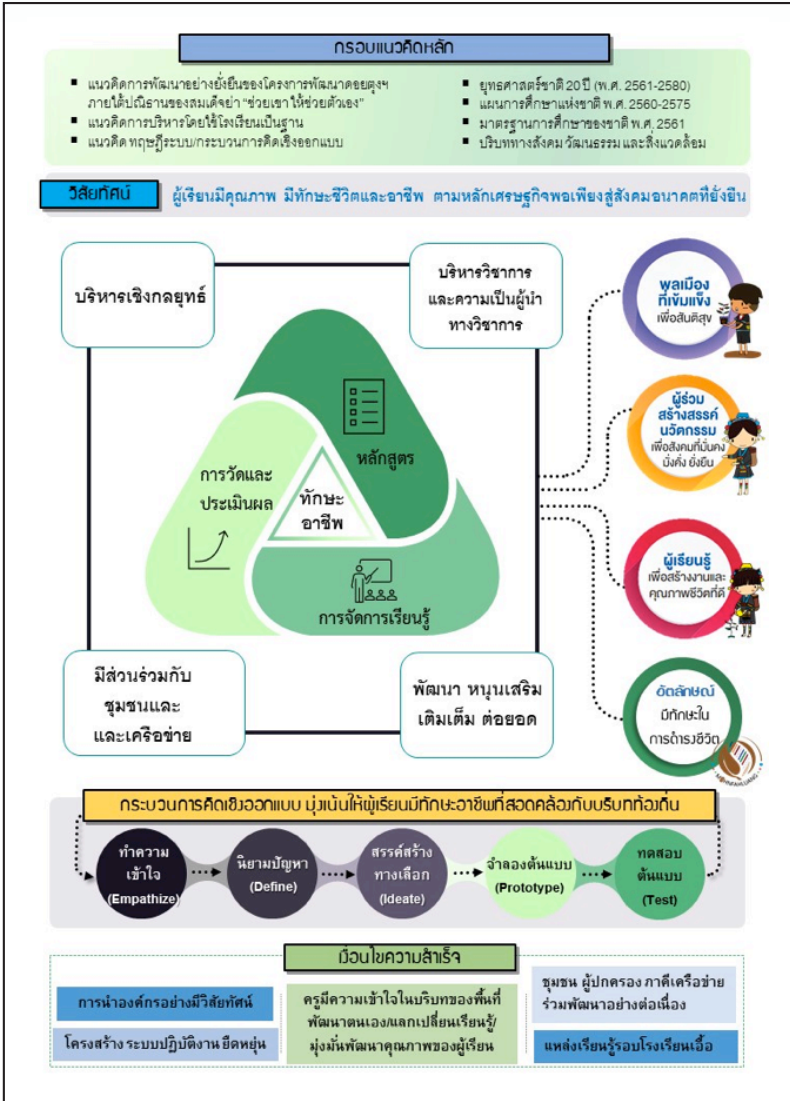 กรอบแนวคิดหลัก
▪ แนวคิดการพัฒนาอย่างยั่งยืนของโครงการพัฒนาดอยตุงฯ
ภายใต้ปณิธานของสมเด็จย่า “ช่วยเขา ให้ช่วยตัวเอง”
▪ แนวคิดการบริหารโดยใช้โรงเรียนเป็นฐาน
▪ แนวคิด ทฤษฎีระบบ/กระบวนการคิดเชิงออกแบบ
▪ ยุทธศาสตร์ชาติ 20 ปี (พ.ศ. 2561-2580)
▪ แผนการศึกษาแห่งชาติ พ.ศ. 2560-2575
▪ มาตรฐานการศึกษาของชาติ พ.ศ. 2561
▪ บริบททางสังคม วัฒนธรรม และสิ่งแวดล้อม
วิสัยทัศน์
ผู้เรียนมีคุณภาพ มีทักษะชีวิตและอาชีพ ตามหลักเศรษฐกิจพอเพียงสู่สังคมอนาคตที่ยั่งยืน
บริหารเชิงกลยุทธ์
บริหารวิชาการ
และความเป็นผู้นำ
ทางวิชาการ
หลักสูตร
การวัดและ
ประเมินผล
ทักษะ
อาชีพ
การจัดการเรียนรู้
มีส่วนร่วมกับ
ชุมชนและ
และเครือข่าย
พัฒนา หนุนเสริม
เติมเต็ม ต่อยอด
พลเมือง
ที่เข้มแข็ง
เพื่อสันติสุข
ผู้ร่วม
สร้างสรรค์
นวัตกรรม
เพื่อสังคมที่มั่นคง
มั่งคั่ง ยั่งยืน
ผู้เรียนรู้
เพื่อสร้างงานและ
คุณภาพชีวิตที่ดี
อัตลักษณ์
มีทักษะใน
การดำรงชีวิต
กระบวนการคิดเชิงออกแบบ มุ่งเน้นให้ผู้เรียนมีทักษะอาชีพที่สอดคล้องกับบริบทท้องถิ่น
ทำความ
เข้าใจ
(Empathize)
นิยามปัญหา
(Define)
สรรค์สร้าง
ทางเลือก
(Ideate)
จำลองต้นแบบ
(Prototype)
ทดสอบ
ต้นแบบ
(Test)
เงื่อนไขความสำเร็จ
การนำองค์กรอย่างมีวิสัยทัศน์
โครงสร้าง ระบบปฏิบัติงาน ยืดหยุ่น
ครูมีความเข้าใจในบริบทของพื้นที่
พัฒนาตนเอง/แลกเปลี่ยนเรียนรู้/
มุ่งมั่นพัฒนาคุณภาพของผู้เรียน
ชุมชน ผู้ปกครอง ภาคีเครือข่าย
ร่วมพัฒนาอย่างต่อเนื่อง
แหล่งเรียนรู้รอบโรงเรียนเอื้อ